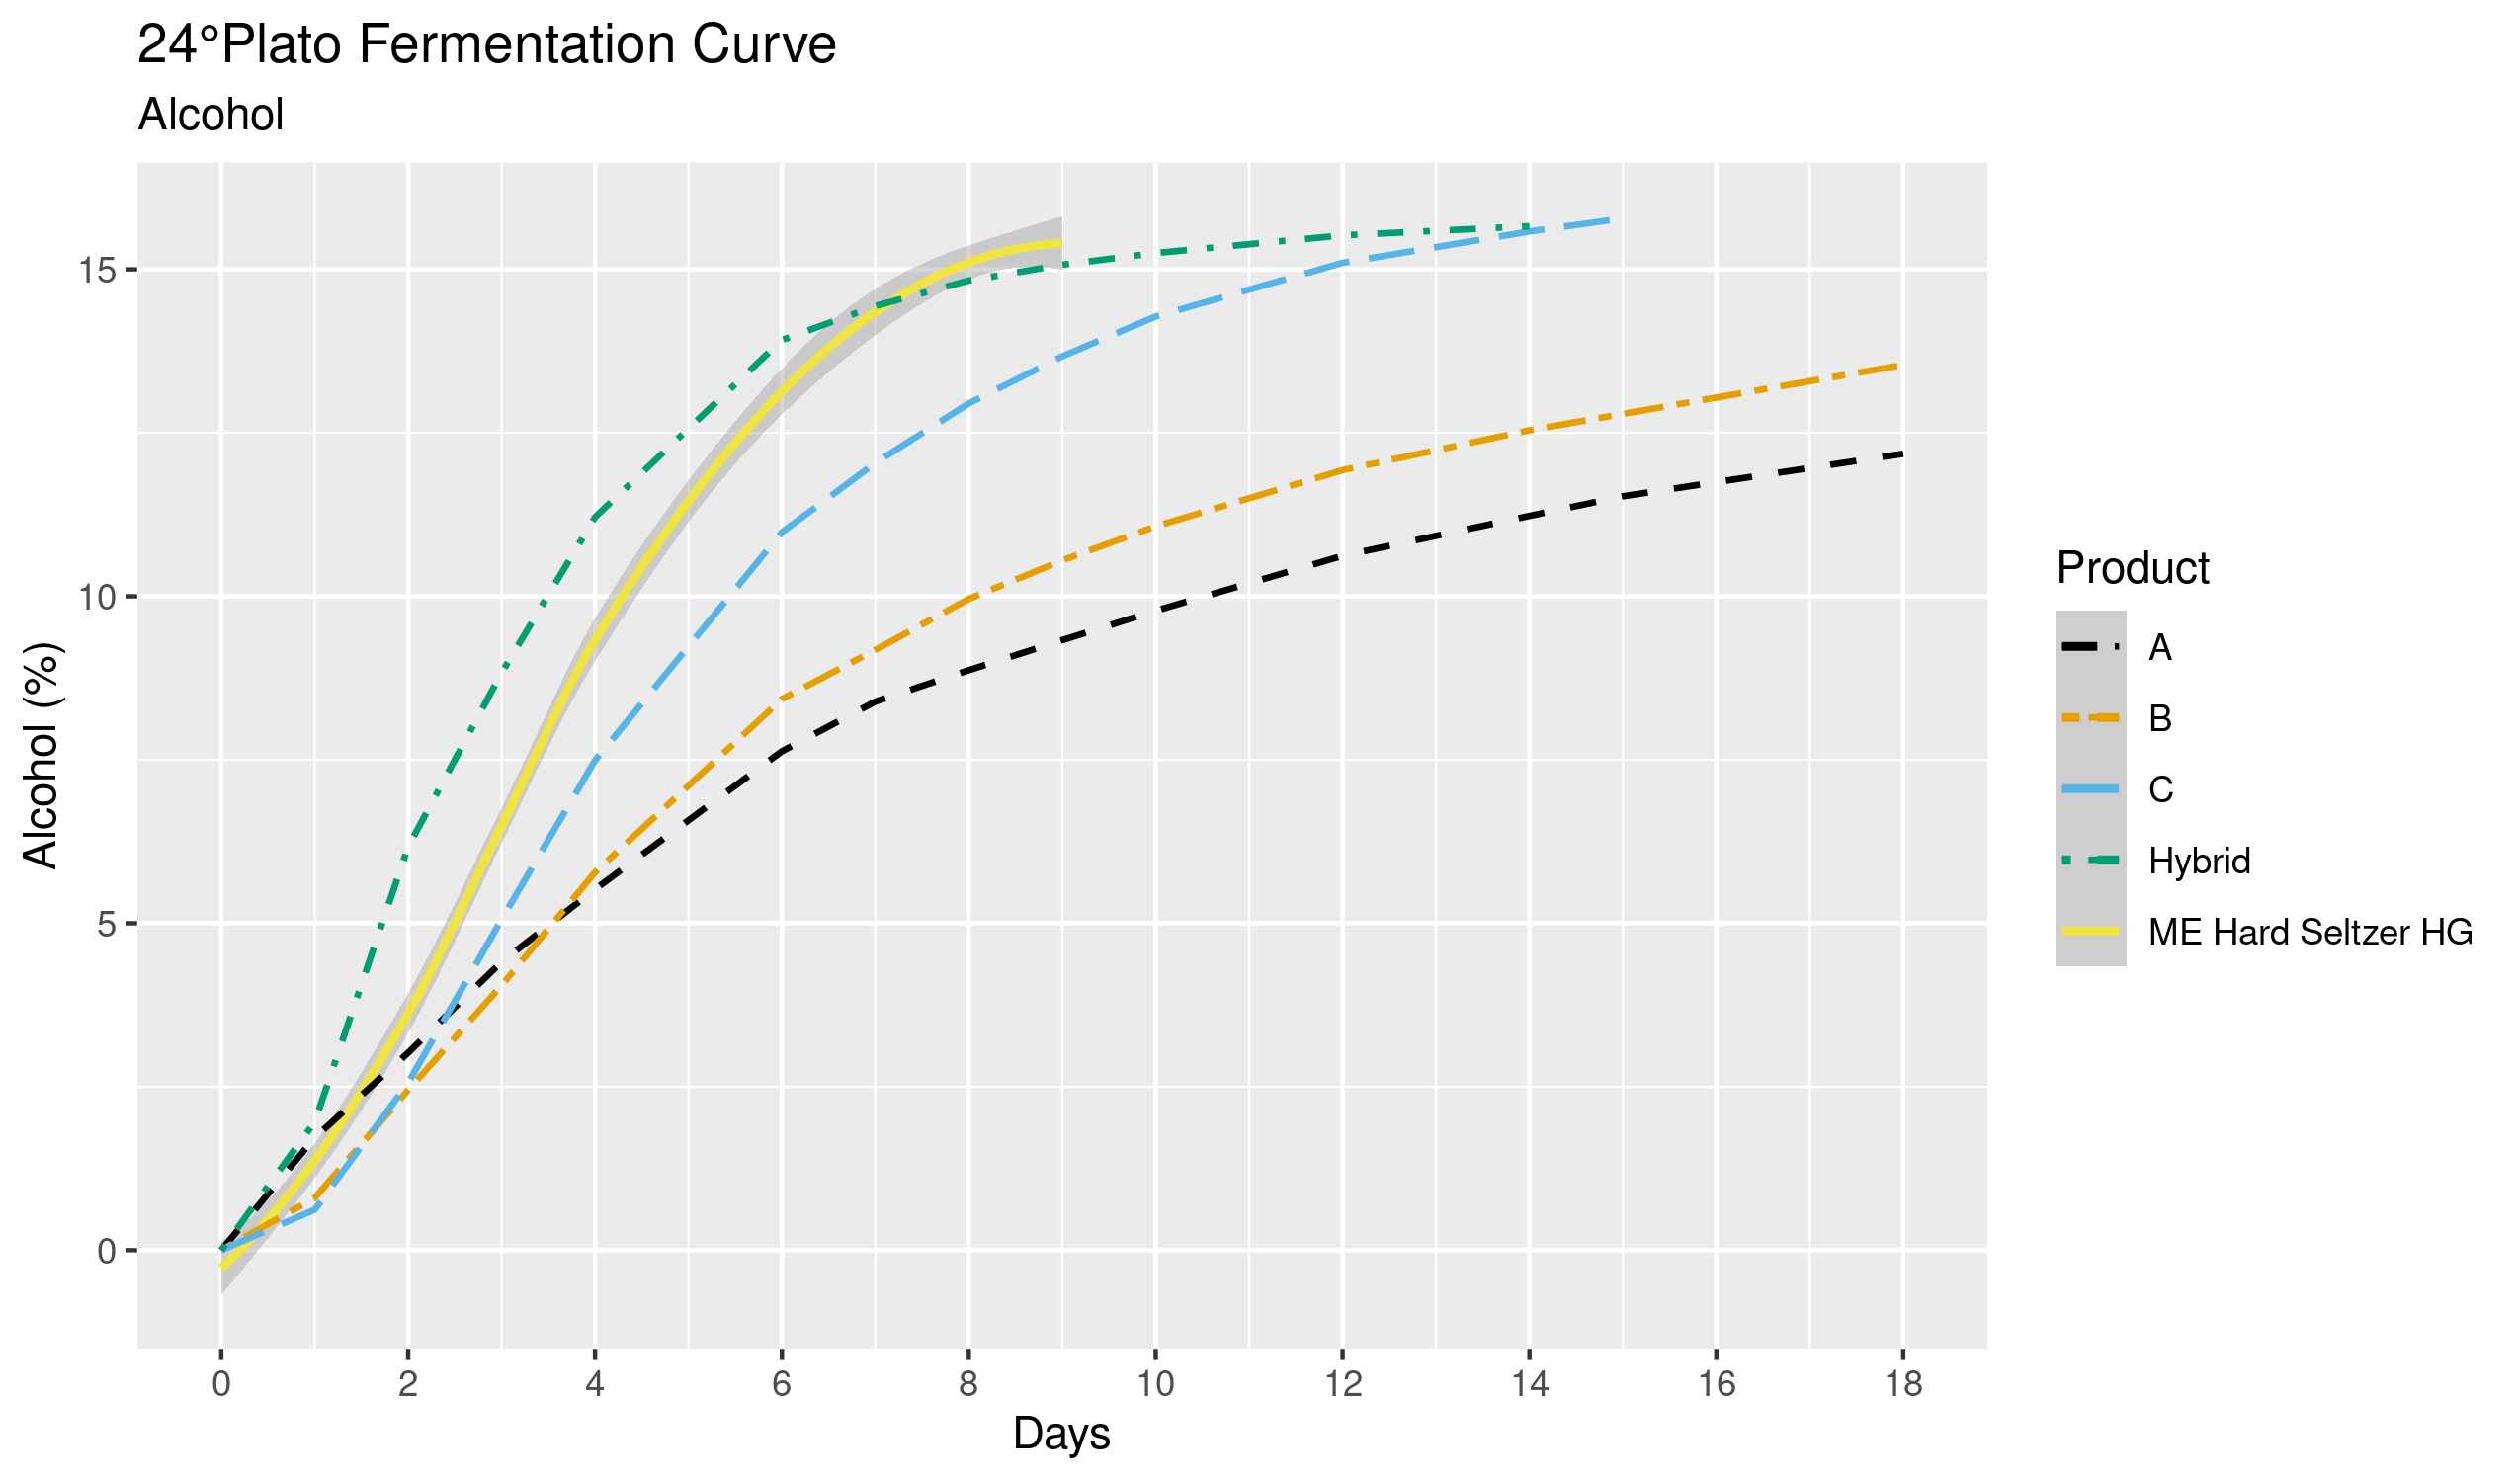 24°Plato Fermentation Curve
Alcohol
Alcohol (%)
15
10
5
0
0 2 4 6 8 10 12 14 16 18
Days
Product
A
B
C
Hybrid
ME Hard Seltzer HG